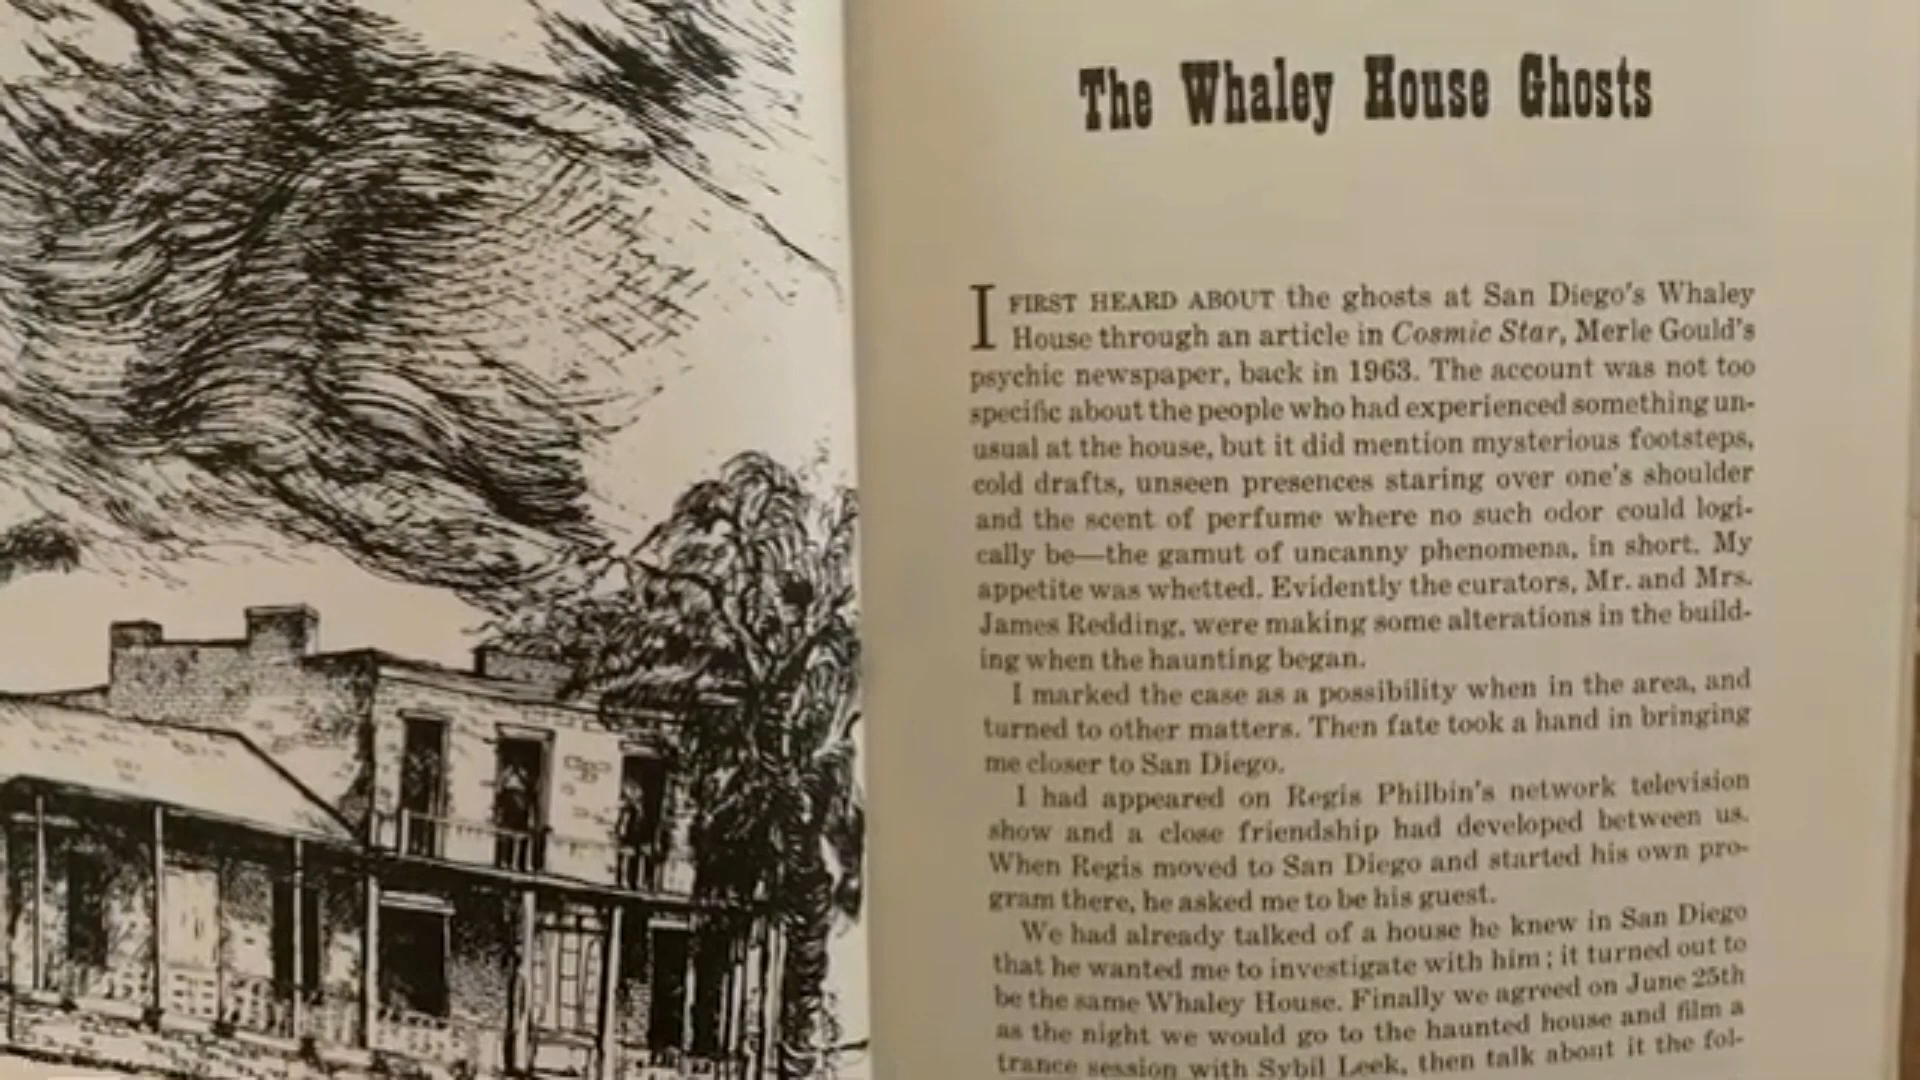 The Whaley House Ghosts
I FIRST HEARD ABOUT the ghosts at San Diego's Whaley
House through an article in Cosmic Star, Merle Gould's
psychic newspaper, back in 1963. The account was not too
specific about the people who had experienced something un-
usual at the house, but it did mention mysterious footsteps,
cold drafts, unseen presences staring over one's shoulder
and the scent of perfume where no such odor could logi-
cally be—the gamut of uncanny phenomena, in short. My
appetite was whetted. Evidently the curators, Mr. and Mrs.
James Redding, were making some alterations in the build-
ing when the haunting began.
I marked the case as a possibility when in the area, and
turned to other matters. Then fate took a hand in bringing
me closer to San Diego.
I had appeared on Regis Philbin's network television
show and a close friendship had developed between us.
When Regis moved to San Diego and started his own pro-
gram there, he asked me to be his guest.
We had already talked of a house he knew in San Diego
that he wanted me to investigate with him; it turned out to
be the same Whaley House. Finally we agreed on June 25th
as the night we would go to the haunted house and film a
trance session with Sybil Leek, then talk about it the fol-